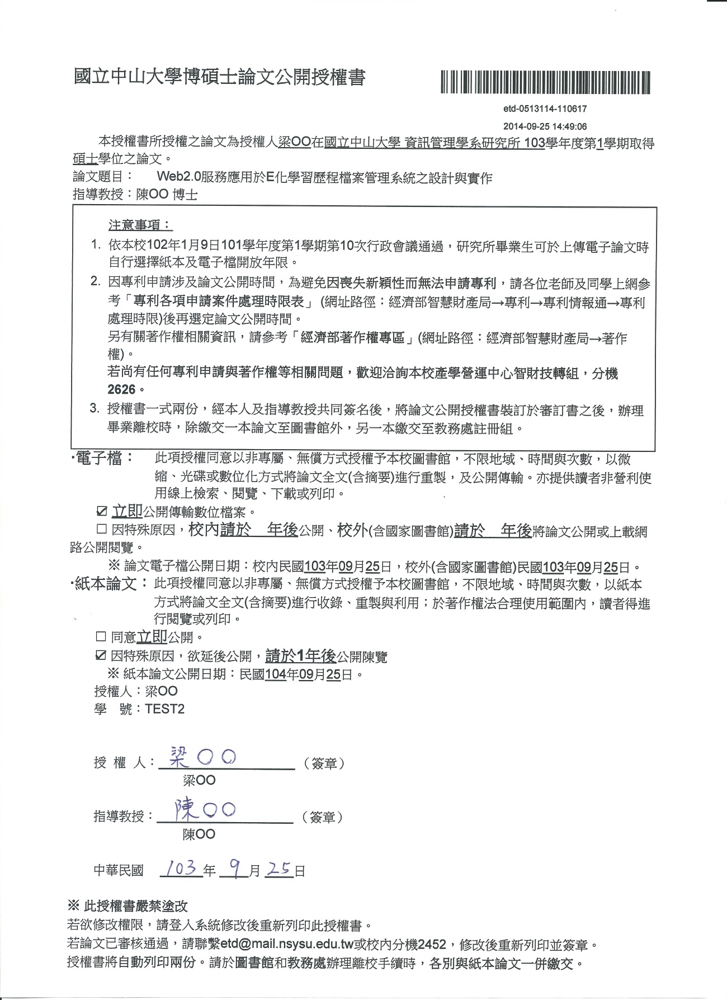 國立中山大學博碩士論文公開授權書
etd-0513114-110617
2014-09-25 14:49:06
本授權書所授權之論文為授權人梁OO在國立中山大學 資訊管理學系研究所 103學年度第1學期取得
碩士學位之論文。
論文題目： Web2.0服務應用於E化學習歷程檔案管理系統之設計與實作
指導教授：陳OO 博士
注意事項：
1. 依本校102年1月9日101學年度第1學期第10次行政會議通過，研究所畢業生可於上傳電子論文時
自行選擇紙本及電子檔開放年限。
2. 因專利申請涉及論文公開時間，為避免因喪失新穎性而無法申請專利，請各位老師及同學上網參
考「專利各項申請案件處理時限表」(網址路徑：經濟部智慧財產局→專利→專利情報通→專利
處理時限)後再選定論文公開時間。
另有關著作權相關資訊，請參考「經濟部著作權專區」(網址路徑：經濟部智慧財產局→著作
權)。
若尚有任何專利申請與著作權等相關問題，歡迎洽詢本校產學營運中心智財技轉組，分機
2626。
3. 授權書一式兩份，經本人及指導教授共同簽名後，將論文公開授權書裝訂於審訂書之後，辦理
畢業離校時，除繳交一本論文至圖書館外，另一本繳交至教務處註冊組。
·電子檔： 此項授權同意以非專屬、無償方式授權予本校圖書館，不限地域、時間與次數，以微
縮、光碟或數位化方式將論文全文(含摘要)進行重製，及公開傳輸。亦提供讀者非營利使
用線上檢索、閱覽、下載或列印。
☑ 立即公開傳輸數位檔案。
□ 因特殊原因，校內請於 年後公開、校外(含國家圖書館)請於 年後將論文公開或上載網
路公開閱覽。
※ 論文電子檔公開日期：校內民國103年09月25日，校外(含國家圖書館)民國103年09月25日。
·紙本論文：此項授權同意以非專屬、無償方式授權予本校圖書館，不限地域、時間與次數，以紙本
方式將論文全文(含摘要)進行收錄、重製與利用；於著作權法合理使用範圍內，讀者得進
行閱覽或列印。
□ 同意立即公開。
☑ 因特殊原因，欲延後公開，請於1年後公開陳覽
※ 紙本論文公開日期：民國104年09月25日。
授權人：梁OO
學 號：TEST2
授 權 人：梁〇〇（簽章）
梁OO
指導教授：陳〇〇（簽章）
陳OO
中華民國 103 年 9 月 25 日
※ 此授權書嚴禁塗改
若欲修改權限，請登入系統修改後重新列印此授權書。
若論文已審核通過，請聯繫etd@mail.nsysu.edu.tw或校內分機2452，修改後重新列印並簽章。
授權書將自動列印兩份。請於圖書館和教務處辦理離校手續時，各別與紙本論文一併繳交。